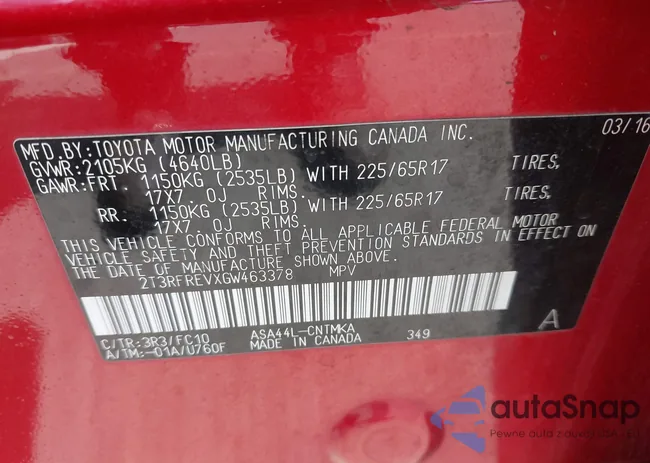 MFD.BY:TOYOTA MOTOR MANUFACTURING CANADA INC. 03/16
GVWR:2105KG (4640LB)
GAWR:FRT. 1150KG (2535LB) WITH 225/65R17 TIRES,
17X7.0J RIMS.
RR. 1150KG (2535LB) WITH 225/65R17 TIRES,
17X7.0J RIMS.
THIS VEHICLE CONFORMS TO ALL APPLICABLE FEDERAL MOTOR
VEHICLE SAFETY AND THEFT PREVENTION STANDARDS IN EFFECT ON
THE DATE OF MANUFACTURE SHOWN ABOVE.
2T3RFREVXGW463378 MPV
C/TR:3R3/FC10 ASA44L-CNTMKA 349 A
A/TM:-01A/U760F MADE IN CANADA
autaSnap
Pewne auta z